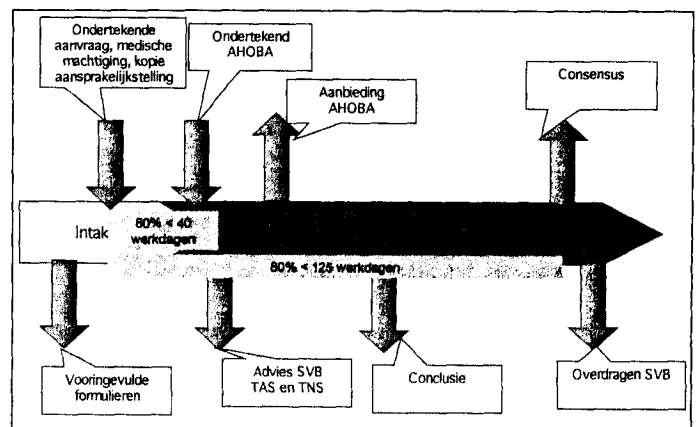 Ondertekende
aanvraag, medische
machtiging, kopie
aansprakelijkstelling
Ondertekend
AHOBA
Aanbieding
AHOBA
Consensus
Intak
80% < 40
werkdagen
80% < 125 werkdagen
Vooringevulde
formulieren
Advies SVB
TAS en TNS
Conclusie
Overdragen SVB